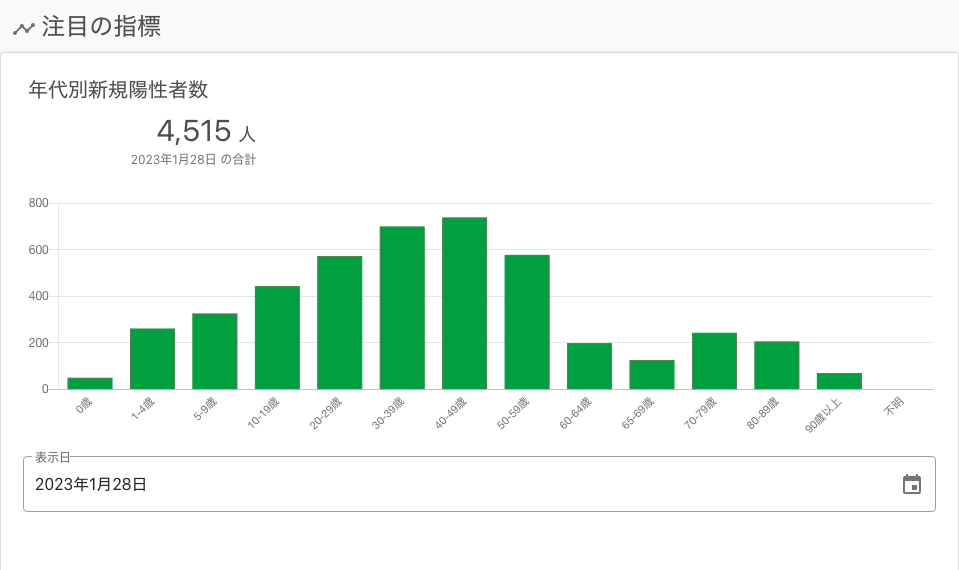 注目の指標
年代別新規陽性者数
4,515 人
2023年1月28日 の合計
800
600
400
200
0
0歳
1-4歳
5-9歳
10-19歳
20-29歳
30-39歳
40-49歳
50-59歳
60-64歳
65-69歳
70-79歳
80-89歳
90歳以上
不明
表示日
2023年1月28日